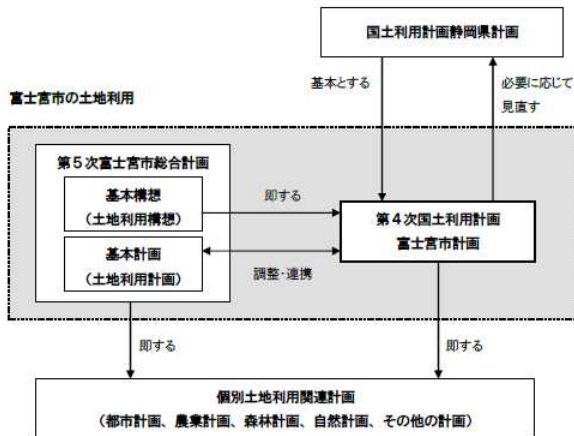 国土利用計画静岡県計画
基本とする
必要に応じて
見直す
富士宮市の土地利用
第5次富士宮市総合計画
基本構想
（土地利用構想）
即する
第4次国土利用計画
富士宮市計画
基本計画
（土地利用計画）
調整・連携
即する
即する
個別土地利用関連計画
（都市計画、農業計画、森林計画、自然計画、その他の計画）